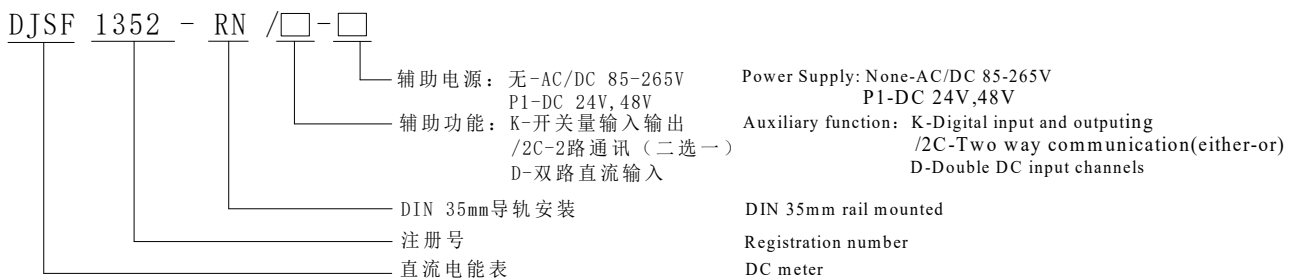 DJSF 1352 - RN /□-□
辅助电源：无-AC/DC 85-265V Power Supply: None-AC/DC 85-265V
P1-DC 24V,48V P1-DC 24V,48V
辅助功能：K-开关量输入输出 Auxiliary function：K-Digital input and outputing
/2C-2路通讯（二选一） /2C-Two way communication(either-or)
D-双路直流输入 D-Double DC input channels
DIN 35mm导轨安装 DIN 35mm rail mounted
注册号 Registration number
直流电能表 DC meter